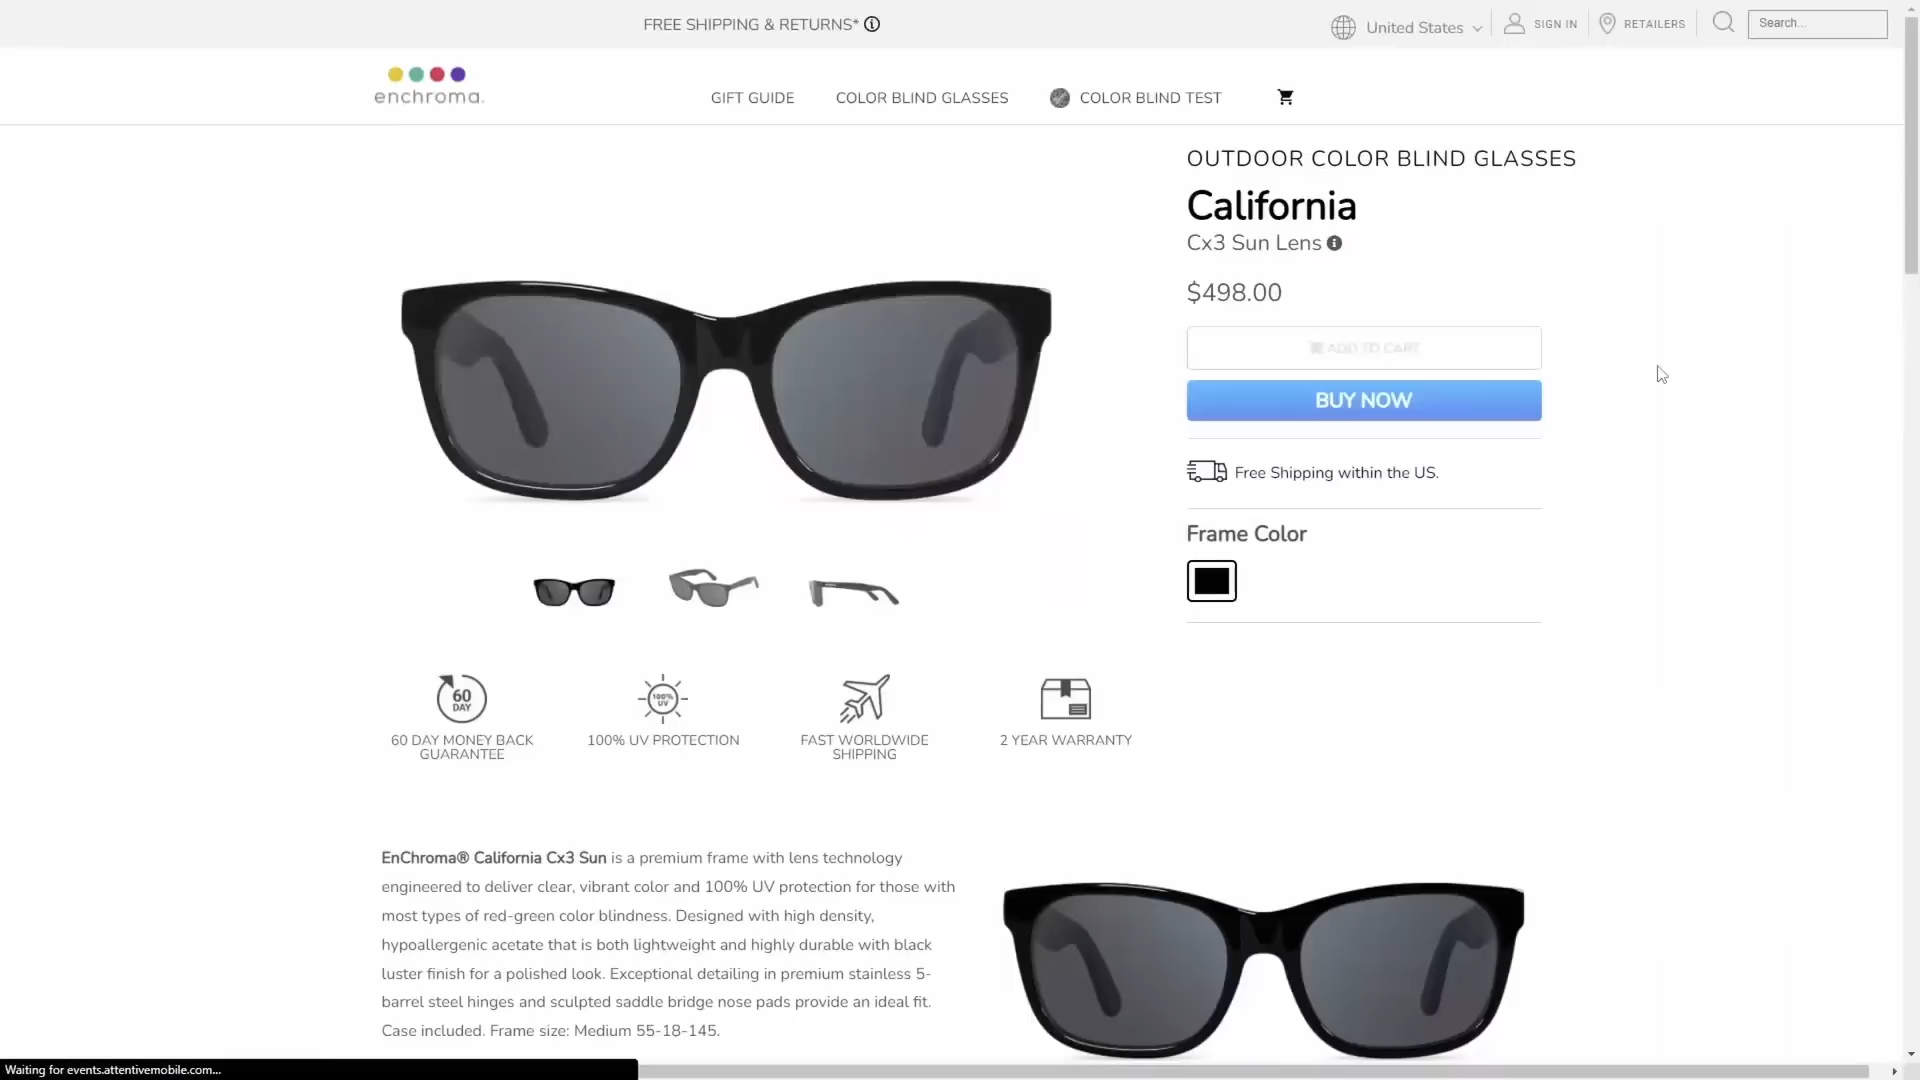 FREE SHIPPING & RETURNS*
United States
SIGN IN
RETAILERS
Search...
enchroma.
GIFT GUIDE
COLOR BLIND GLASSES
COLOR BLIND TEST
OUTDOOR COLOR BLIND GLASSES
California
Cx3 Sun Lens
$498.00
ADD TO CART
BUY NOW
Free Shipping within the US.
Frame Color
60
DAY
100%
UV
60 DAY MONEY BACK
GUARANTEE
100% UV PROTECTION
FAST WORLDWIDE
SHIPPING
2 YEAR WARRANTY
EnChroma® California Cx3 Sun is a premium frame with lens technology
engineered to deliver clear, vibrant color and 100% UV protection for those with
most types of red-green color blindness. Designed with high density,
hypoallergenic acetate that is both lightweight and highly durable with black
luster finish for a polished look. Exceptional detailing in premium stainless 5-
barrel steel hinges and sculpted saddle bridge nose pads provide an ideal fit.
Case included. Frame size: Medium 55-18-145.
Waiting for events.attentivemobile.com...